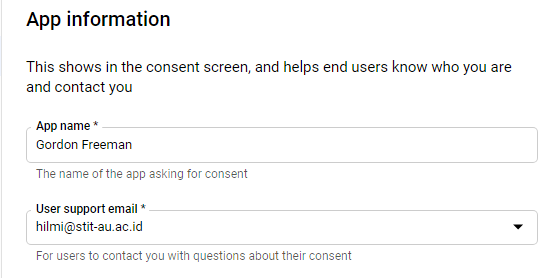 App information
This shows in the consent screen, and helps end users know who you are
and contact you
App name *
Gordon Freeman
The name of the app asking for consent
User support email *
hilmi@stit-au.ac.id
For users to contact you with questions about their consent